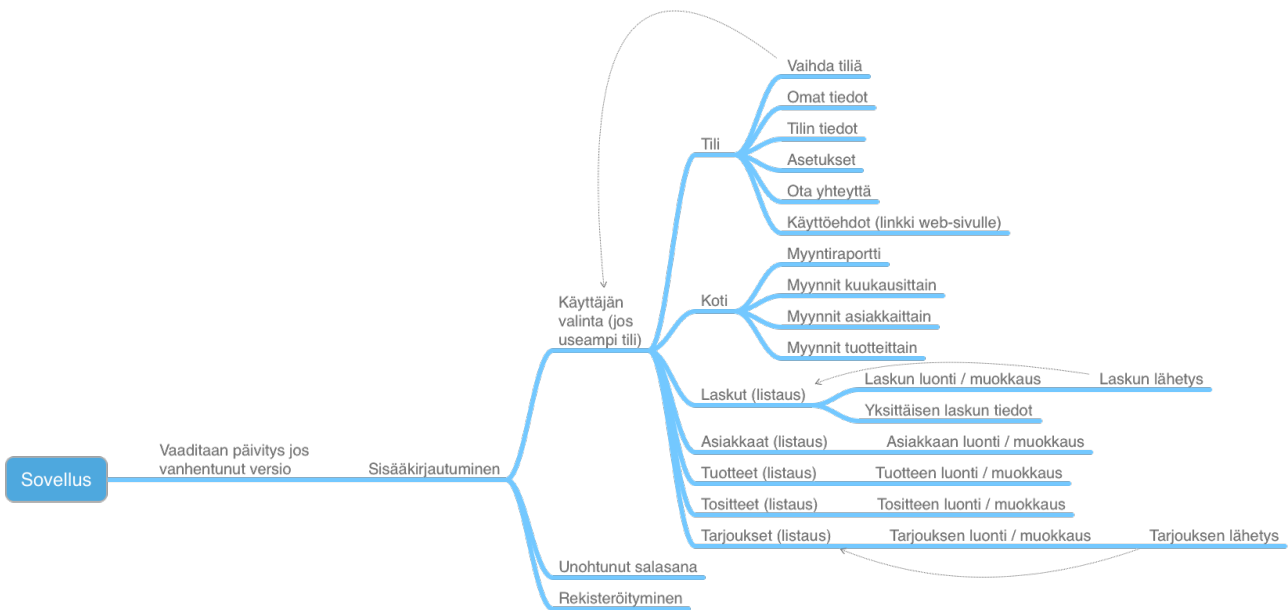 Sovellus
Vaaditaan päivitys jos
vanhentunut versio
Sisääkirjautuminen
Käyttäjän
valinta (jos
useampi tili)
Tili
Vaihda tiliä
Omat tiedot
Tilin tiedot
Asetukset
Ota yhteyttä
Käyttöehdot (linkki web-sivulle)
Koti
Myyntiraportti
Myynnit kuukausittain
Myynnit asiakkaittain
Myynnit tuotteittain
Laskut (listaus)
Laskun luonti / muokkaus
Laskun lähetys
Yksittäisen laskun tiedot
Asiakkaat (listaus)
Asiakkaan luonti / muokkaus
Tuotteet (listaus)
Tuotteen luonti / muokkaus
Tositteet (listaus)
Tositteen luonti / muokkaus
Tarjoukset (listaus)
Tarjouksen luonti / muokkaus
Tarjouksen lähetys
Unohtunut salasana
Rekisteröityminen